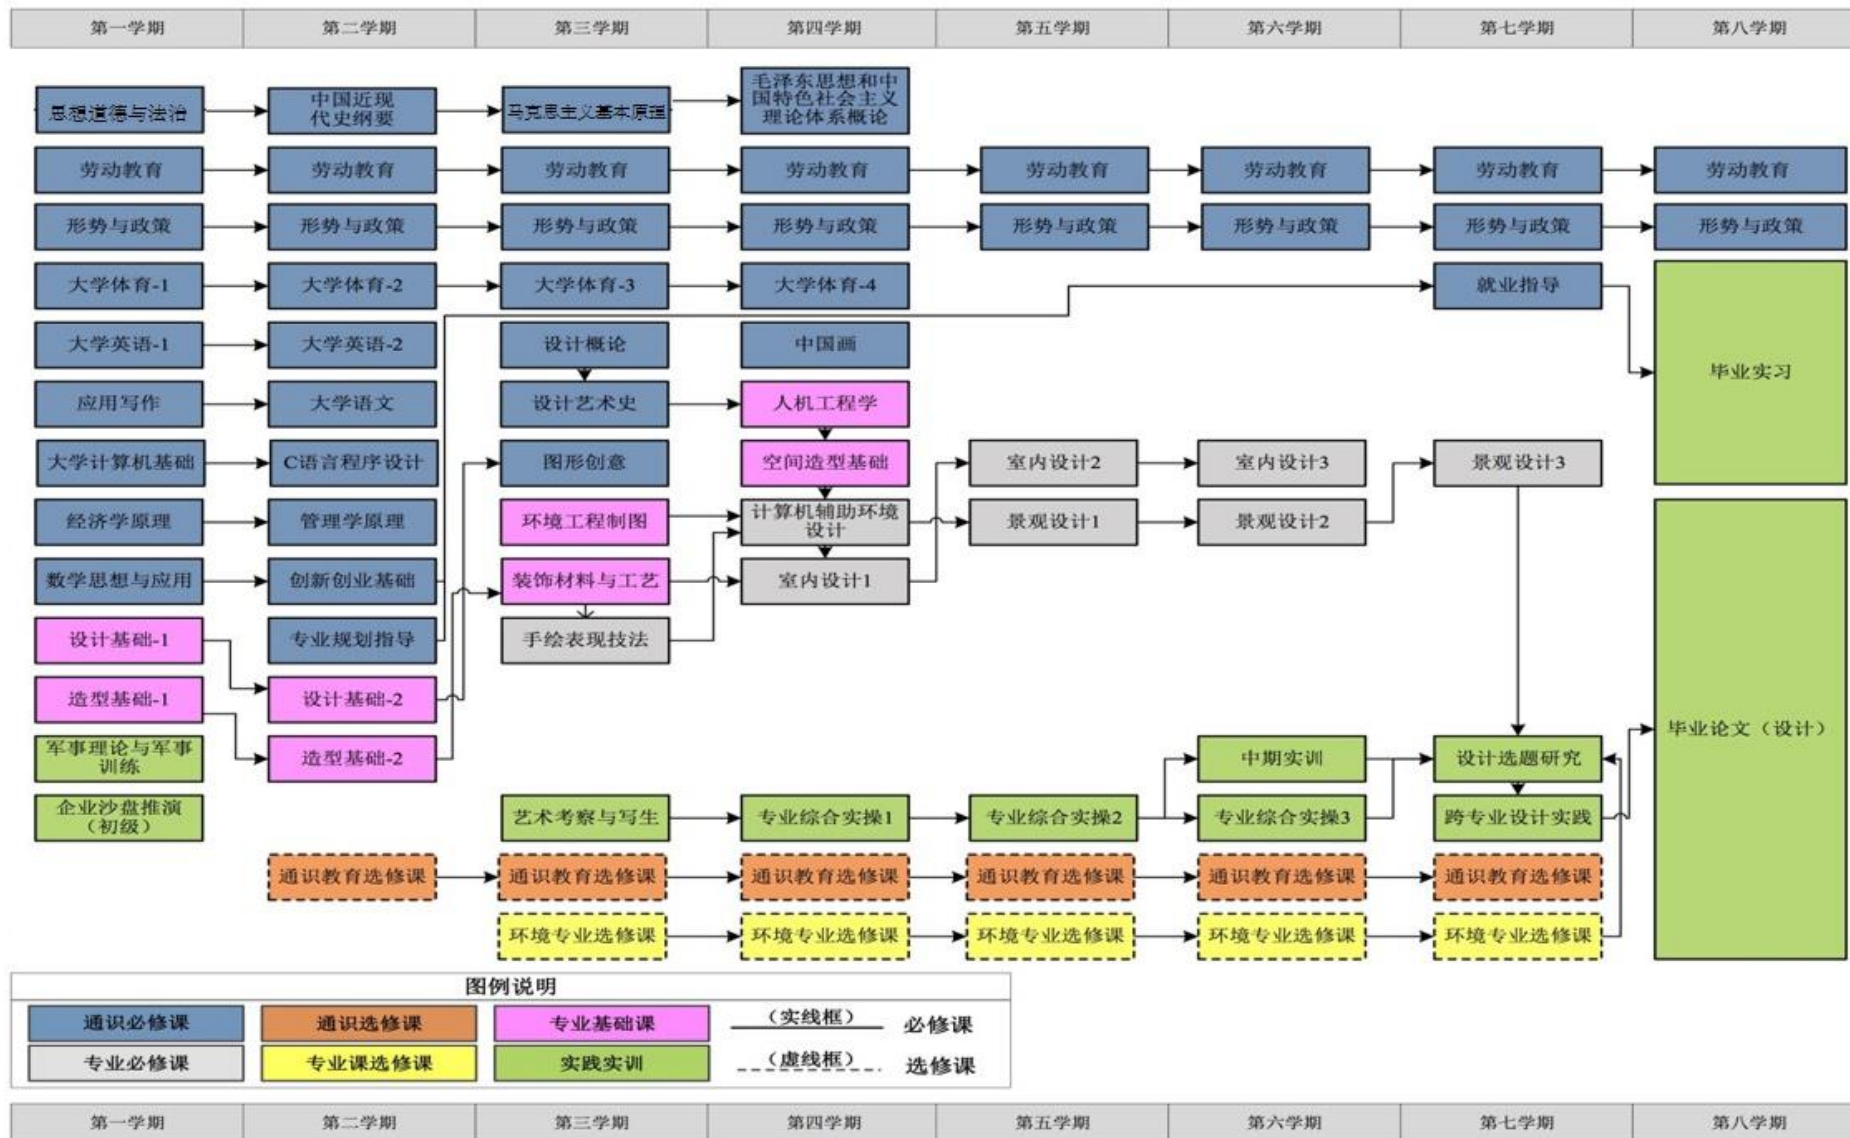 第一学期 第二学期 第三学期 第四学期 第五学期 第六学期 第七学期 第八学期
思想道德与法治
中国近现
代史纲要
马克思主义基本原理
毛泽东思想和中
国特色社会主义
理论体系概论
劳动教育 劳动教育 劳动教育 劳动教育 劳动教育 劳动教育 劳动教育 劳动教育
形势与政策 形势与政策 形势与政策 形势与政策 形势与政策 形势与政策 形势与政策 形势与政策
大学体育-1 大学体育-2 大学体育-3 大学体育-4 就业指导
大学英语-1 大学英语-2 设计概论 中国画
毕业实习
应用写作 大学语文 设计艺术史 人机工程学
大学计算机基础 C语言程序设计 图形创意 空间造型基础 室内设计2 室内设计3 景观设计3
经济学原理 管理学原理 环境工程制图
计算机辅助环境
设计
景观设计1 景观设计2
数学思想与应用 创新创业基础 装饰材料与工艺 室内设计1
设计基础-1 专业规划指导 手绘表现技法
造型基础-1 设计基础-2
毕业论文（设计）
军事理论与军事
训练
造型基础-2 中期实训 设计选题研究
企业沙盘推演
（初级）
艺术考察与写生 专业综合实操1 专业综合实操2 专业综合实操3 跨专业设计实践
通识教育选修课 通识教育选修课 通识教育选修课 通识教育选修课 通识教育选修课 通识教育选修课
环境专业选修课 环境专业选修课 环境专业选修课 环境专业选修课 环境专业选修课
图例说明
通识必修课 通识选修课 专业基础课 （实线框） 必修课
专业必修课 专业课选修课 实践实训 （虚线框） 选修课
第一学期 第二学期 第三学期 第四学期 第五学期 第六学期 第七学期 第八学期